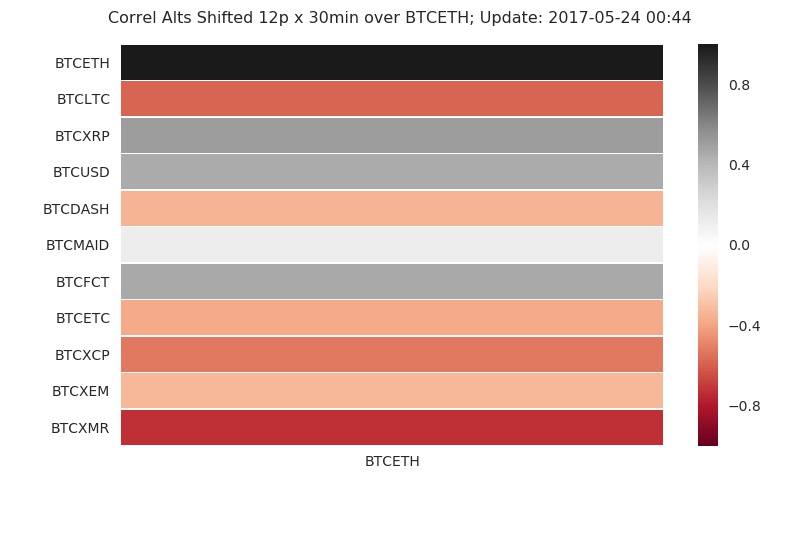 Correl Alts Shifted 12p x 30min over BTCETH; Update: 2017-05-24 00:44
BTCETH
BTCLTC
BTCXRP
BTCUSD
BTCDASH
BTCMAID
BTCFCT
BTCETC
BTCXCP
BTCXEM
BTCXMR
BTCETH
0.8
0.4
0.0
−0.4
−0.8